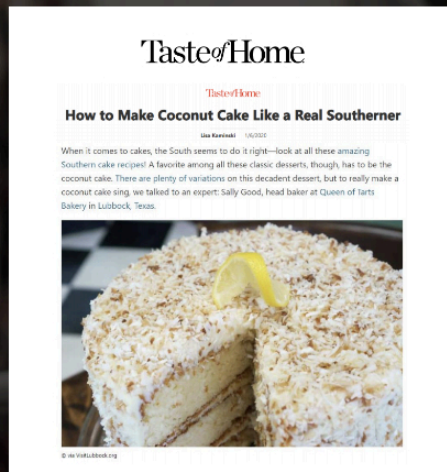 Taste of Home
Taste of Home
How to Make Coconut Cake Like a Real Southerner
Lisa Kaminski 1/6/2020
When it comes to cakes, the South seems to do it right—look at all these amazing
Southern cake recipes! A favorite among all these classic desserts, though, has to be the
coconut cake. There are plenty of variations on this decadent dessert, but to really make a
coconut cake sing, we talked to an expert: Sally Good, head baker at Queen of Tarts
Bakery in Lubbock, Texas.
© via VisitLubbock.org